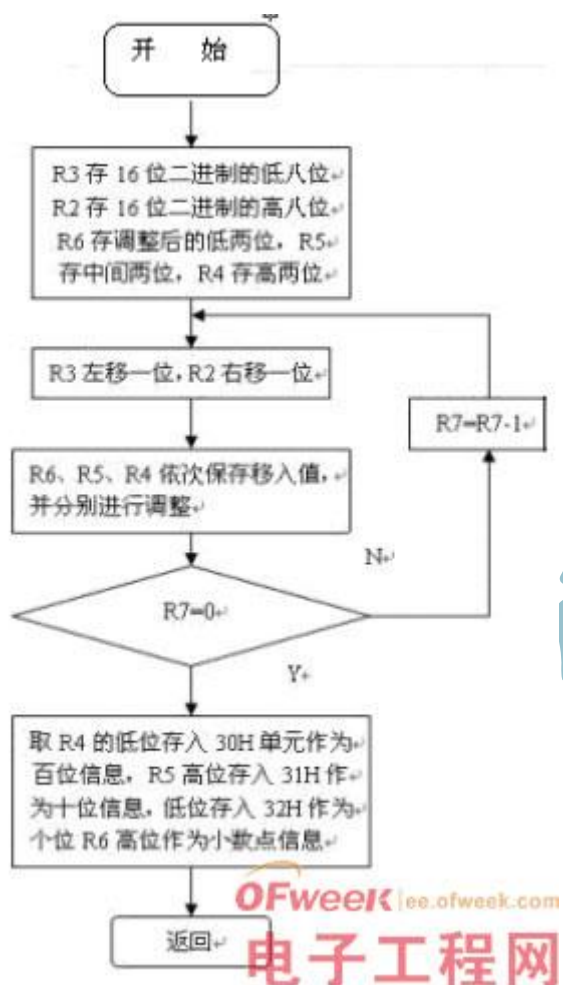 开 始
R3 存 16 位二进制的低八位
R2 存 16 位二进制的高八位
R6 存调整后的低两位，R5
存中间两位，R4 存高两位
R3 左移一位，R2 右移一位
R7=R7-1
R6、R5、R4 依次保存移入值，
并分别进行调整
N
R7=0
Y
取 R4 的低位存入 30H 单元作为
百位信息，R5 高位存入 31H 作
为十位信息，低位存入 32H 作为
个位 R6 高位作为小数点信息
OFweek ee.ofweek.com
返回
电子工程网